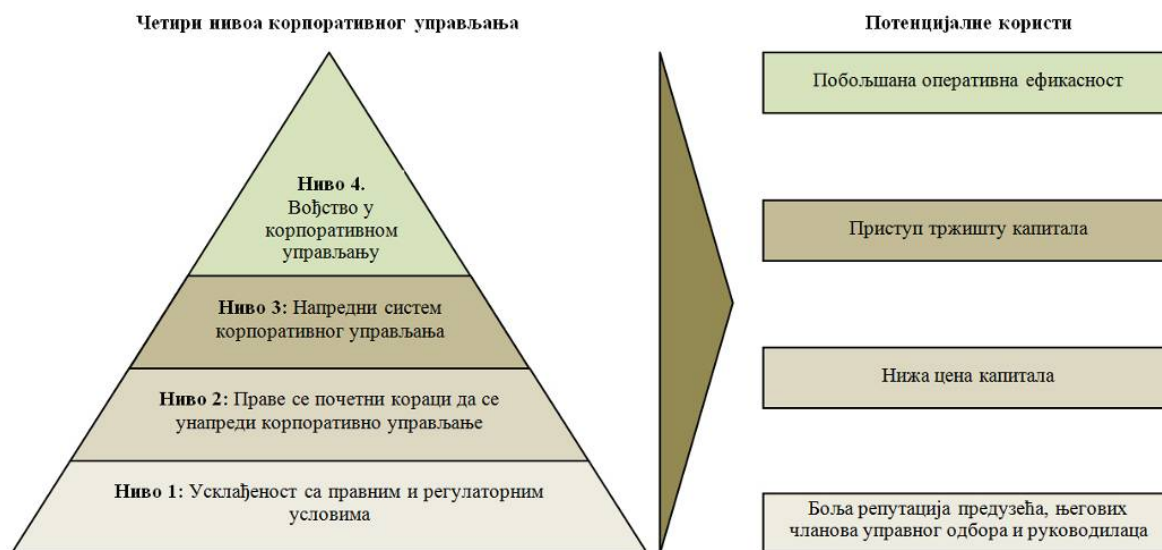 Четири нивоа корпоративног управљања
Ниво 4.
Вођство у
корпоративном
управљању
Ниво 3: Напредни систем
корпоративног управљања
Ниво 2: Праве се почетни кораци да се
унапреди корпоративно управљање
Ниво 1: Усклађеност са правним и регулаторним
условима
Потенцијалне користи
Побољшана оперативна ефикасност
Приступ тржишту капитала
Нижа цена капитала
Боља репутација предузећа, његових
чланова управног одбора и руководилаца